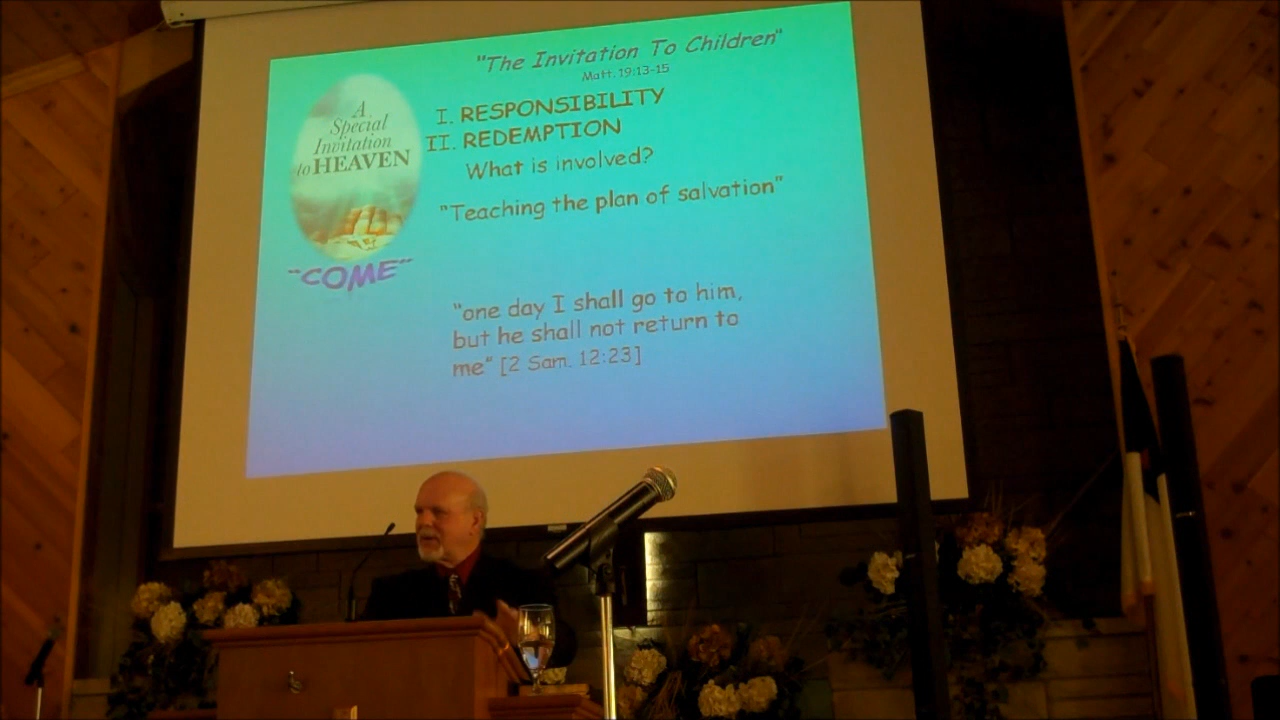 "The Invitation To Children"
Matt. 19:13-15
A
Special
Invitation
to HEAVEN
"COME"
I. RESPONSIBILITY
II. REDEMPTION
What is involved?
"Teaching the plan of salvation"
"one day I shall go to him,
but he shall not return to
me" [2 Sam. 12:23]